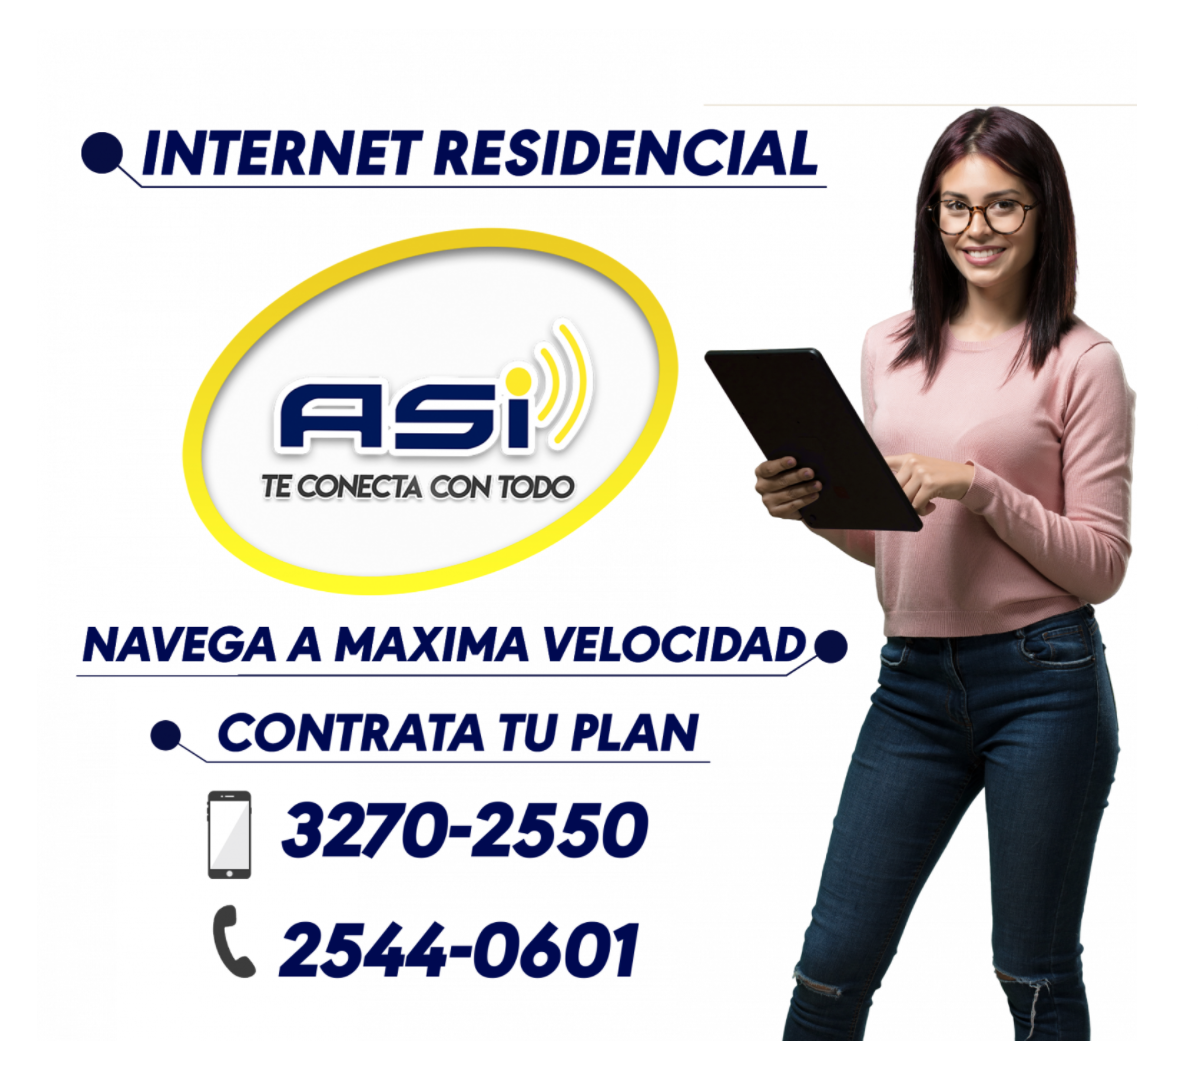 INTERNET RESIDENCIAL
ASi
TE CONECTA CON TODO
NAVEGA A MAXIMA VELOCIDAD
CONTRATA TU PLAN
3270-2550
2544-0601